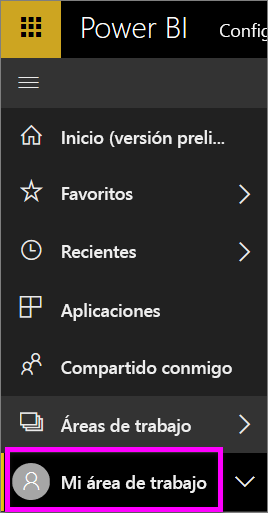 Power BI Config
Inicio (versión preli...
Favoritos
Recientes
Aplicaciones
Compartido conmigo
Áreas de trabajo
Mi área de trabajo